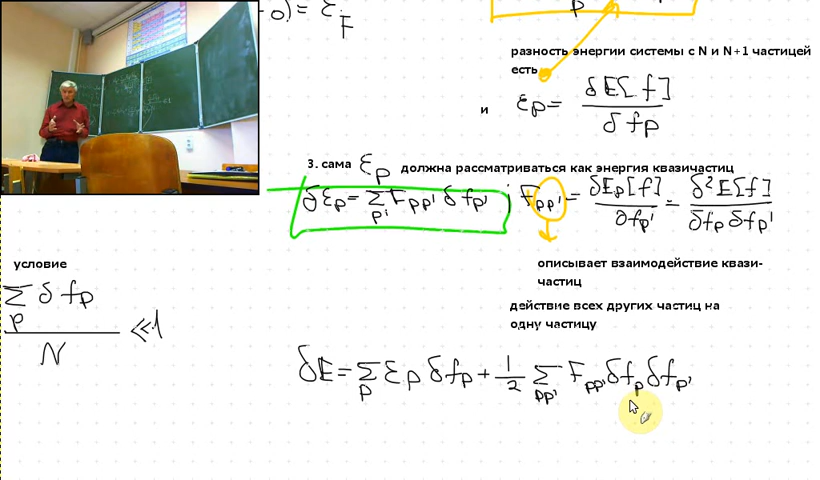 -0) = ε_F
p
разность энергии системы с N и N+1 частицей
есть
и ε_p = δE[f] / δf_p
3. сама ε_p должна рассматриваться как энергия квазичастиц
δε_p = Σ_p' F_pp' δf_p' ; F_pp' = δE_p[f] / ∂f_p' = δ²E[f] / δf_p δf_p'
условие
Σ_p δf_p / N ≪1
описывает взаимодействие квази-
частиц
действие всех других частиц на
одну частицу
δE = Σ_p ε_p δf_p + 1/2 Σ_pp' F_pp' δf_p δf_p'